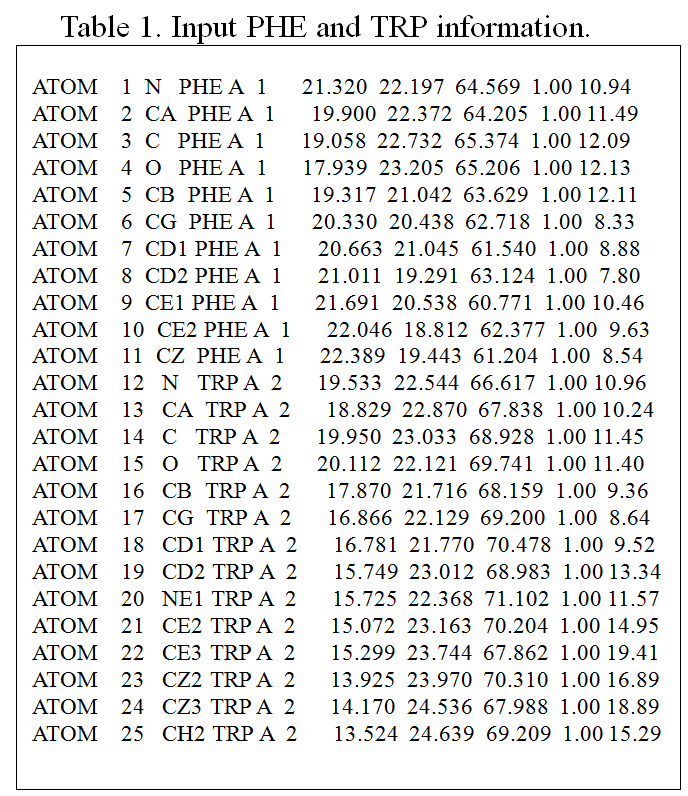 Table 1. Input PHE and TRP information.
ATOM 1 N PHE A 1 21.320 22.197 64.569 1.00 10.94
ATOM 2 CA PHE A 1 19.900 22.372 64.205 1.00 11.49
ATOM 3 C PHE A 1 19.058 22.732 65.374 1.00 12.09
ATOM 4 O PHE A 1 17.939 23.205 65.206 1.00 12.13
ATOM 5 CB PHE A 1 19.317 21.042 63.629 1.00 12.11
ATOM 6 CG PHE A 1 20.330 20.438 62.718 1.00 8.33
ATOM 7 CD1 PHE A 1 20.663 21.045 61.540 1.00 8.88
ATOM 8 CD2 PHE A 1 21.011 19.291 63.124 1.00 7.80
ATOM 9 CE1 PHE A 1 21.691 20.538 60.771 1.00 10.46
ATOM 10 CE2 PHE A 1 22.046 18.812 62.377 1.00 9.63
ATOM 11 CZ PHE A 1 22.389 19.443 61.204 1.00 8.54
ATOM 12 N TRP A 2 19.533 22.544 66.617 1.00 10.96
ATOM 13 CA TRP A 2 18.829 22.870 67.838 1.00 10.24
ATOM 14 C TRP A 2 19.950 23.033 68.928 1.00 11.45
ATOM 15 O TRP A 2 20.112 22.121 69.741 1.00 11.40
ATOM 16 CB TRP A 2 17.870 21.716 68.159 1.00 9.36
ATOM 17 CG TRP A 2 16.866 22.129 69.200 1.00 8.64
ATOM 18 CD1 TRP A 2 16.781 21.770 70.478 1.00 9.52
ATOM 19 CD2 TRP A 2 15.749 23.012 68.983 1.00 13.34
ATOM 20 NE1 TRP A 2 15.725 22.368 71.102 1.00 11.57
ATOM 21 CE2 TRP A 2 15.072 23.163 70.204 1.00 14.95
ATOM 22 CE3 TRP A 2 15.299 23.744 67.862 1.00 19.41
ATOM 23 CZ2 TRP A 2 13.925 23.970 70.310 1.00 16.89
ATOM 24 CZ3 TRP A 2 14.170 24.536 67.988 1.00 18.89
ATOM 25 CH2 TRP A 2 13.524 24.639 69.209 1.00 15.29